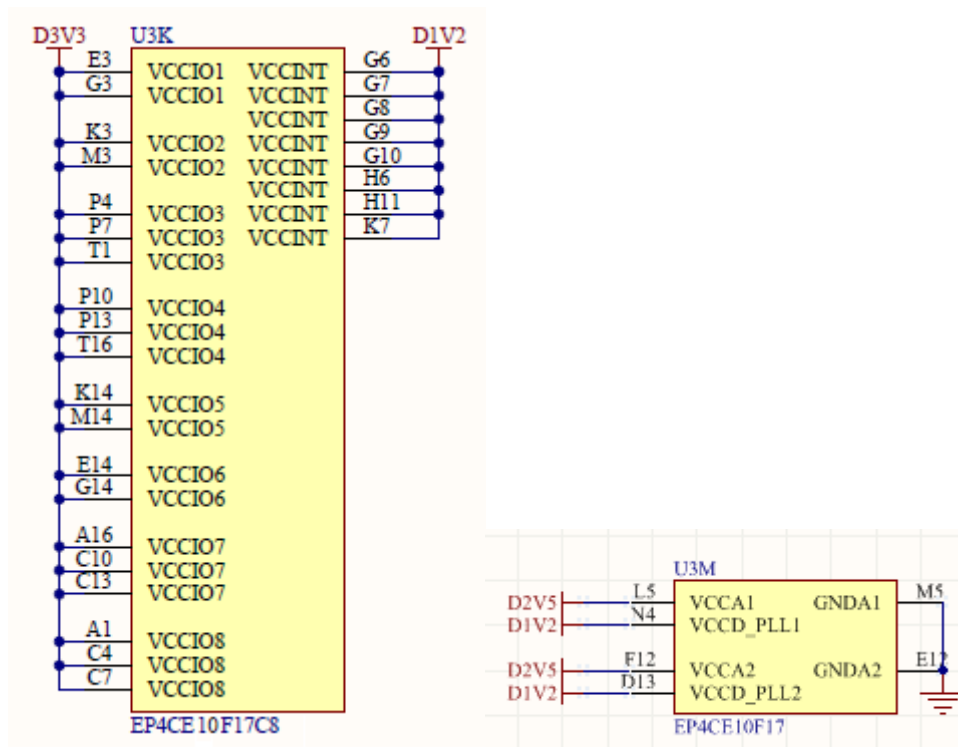 D3V3 U3K D1V2
E3 VCCIO1 VCCINT G6
G3 VCCIO1 VCCINT G7
VCCINT G8
K3 VCCIO2 VCCINT G9
M3 VCCIO2 VCCINT G10
VCCINT H6
P4 VCCIO3 VCCINT H11
P7 VCCIO3 VCCINT K7
T1 VCCIO3
P10 VCCIO4
P13 VCCIO4
T16 VCCIO4
K14 VCCIO5
M14 VCCIO5
E14 VCCIO6
G14 VCCIO6
A16 VCCIO7
C10 VCCIO7
C13 VCCIO7
A1 VCCIO8
C4 VCCIO8
C7 VCCIO8
EP4CE10F17C8
U3M
D2V5 L5 VCCA1 GNDA1 M5
D1V2 N4 VCCD_PLL1
D2V5 F12 VCCA2 GNDA2 E12
D1V2 D13 VCCD_PLL2
EP4CE10F17